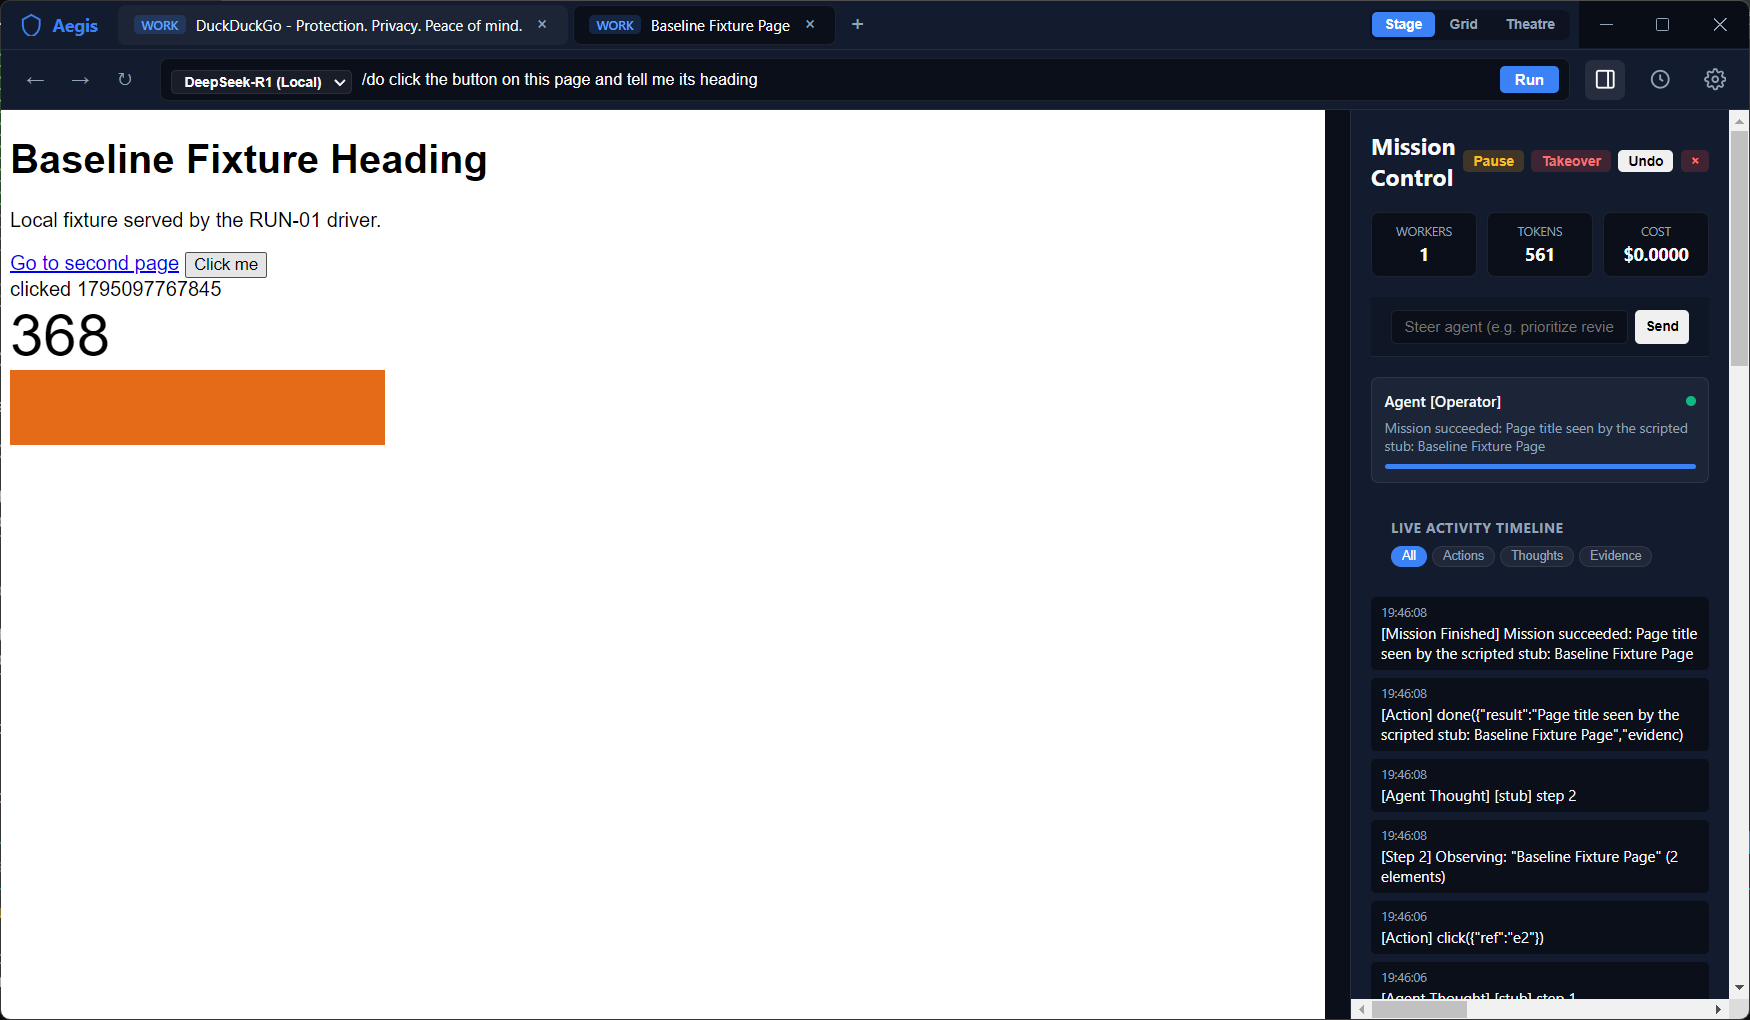 Aegis
WORK DuckDuckGo - Protection. Privacy. Peace of mind. ×
WORK Baseline Fixture Page ×
+
Stage Grid Theatre
DeepSeek-R1 (Local)
/do click the button on this page and tell me its heading
Run
Baseline Fixture Heading
Local fixture served by the RUN-01 driver.
Go to second page Click me
clicked 1795097767845
368
Mission
Control
Pause Takeover Undo ×
WORKERS
1
TOKENS
561
COST
$0.0000
Steer agent (e.g. prioritize revie
Send
Agent [Operator]
Mission succeeded: Page title seen by the scripted
stub: Baseline Fixture Page
LIVE ACTIVITY TIMELINE
All Actions Thoughts Evidence
19:46:08
[Mission Finished] Mission succeeded: Page title
seen by the scripted stub: Baseline Fixture Page
19:46:08
[Action] done({"result":"Page title seen by the
scripted stub: Baseline Fixture Page","evidenc)
19:46:08
[Agent Thought] [stub] step 2
19:46:08
[Step 2] Observing: "Baseline Fixture Page" (2
elements)
19:46:06
[Action] click({"ref":"e2"})
19:46:06
[Agent Thought] [stub] step 1